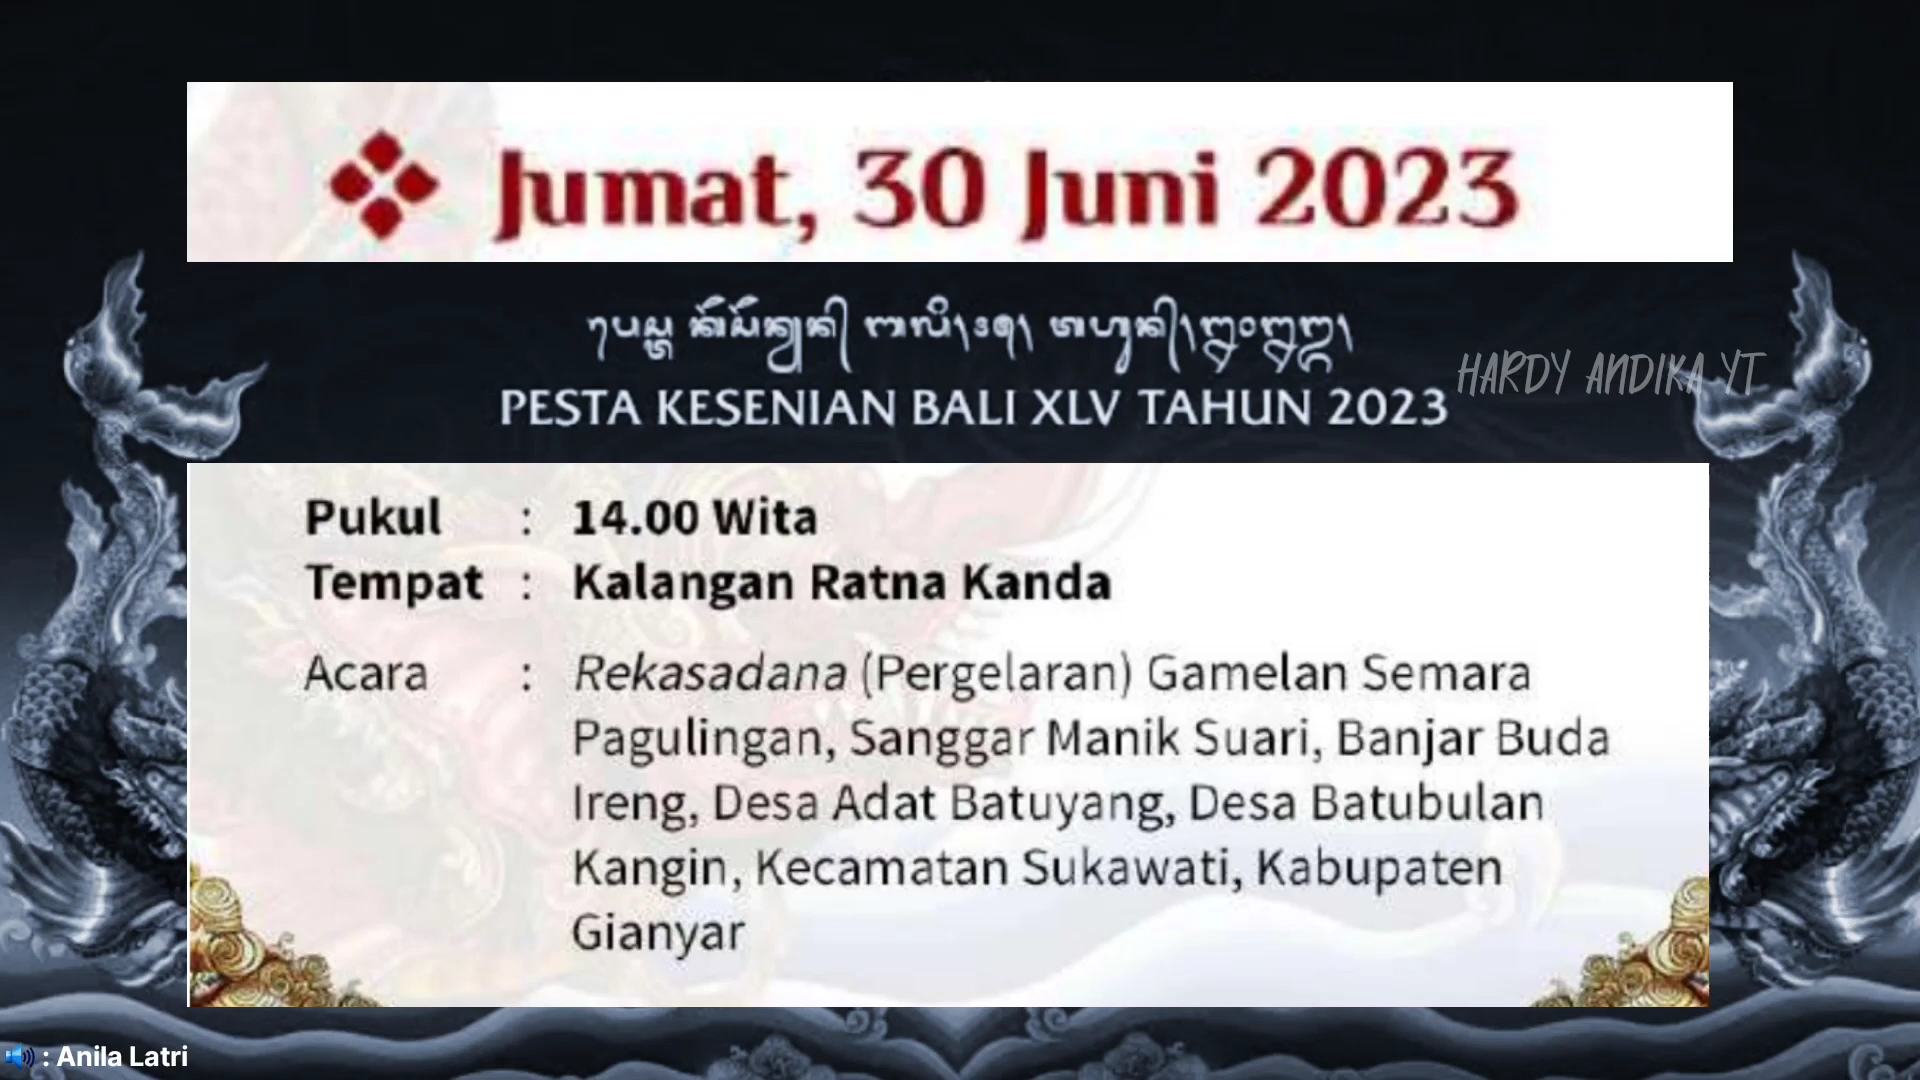 Jumat, 30 Juni 2023
PESTA KESENIAN BALI XLV TAHUN 2023
HARDY ANDIKA YT
Pukul : 14.00 Wita
Tempat : Kalangan Ratna Kanda
Acara : Rekasadana (Pergelaran) Gamelan Semara
Pagulingan, Sanggar Manik Suari, Banjar Buda
Ireng, Desa Adat Batuyang, Desa Batubulan
Kangin, Kecamatan Sukawati, Kabupaten
Gianyar
: Anila Latri